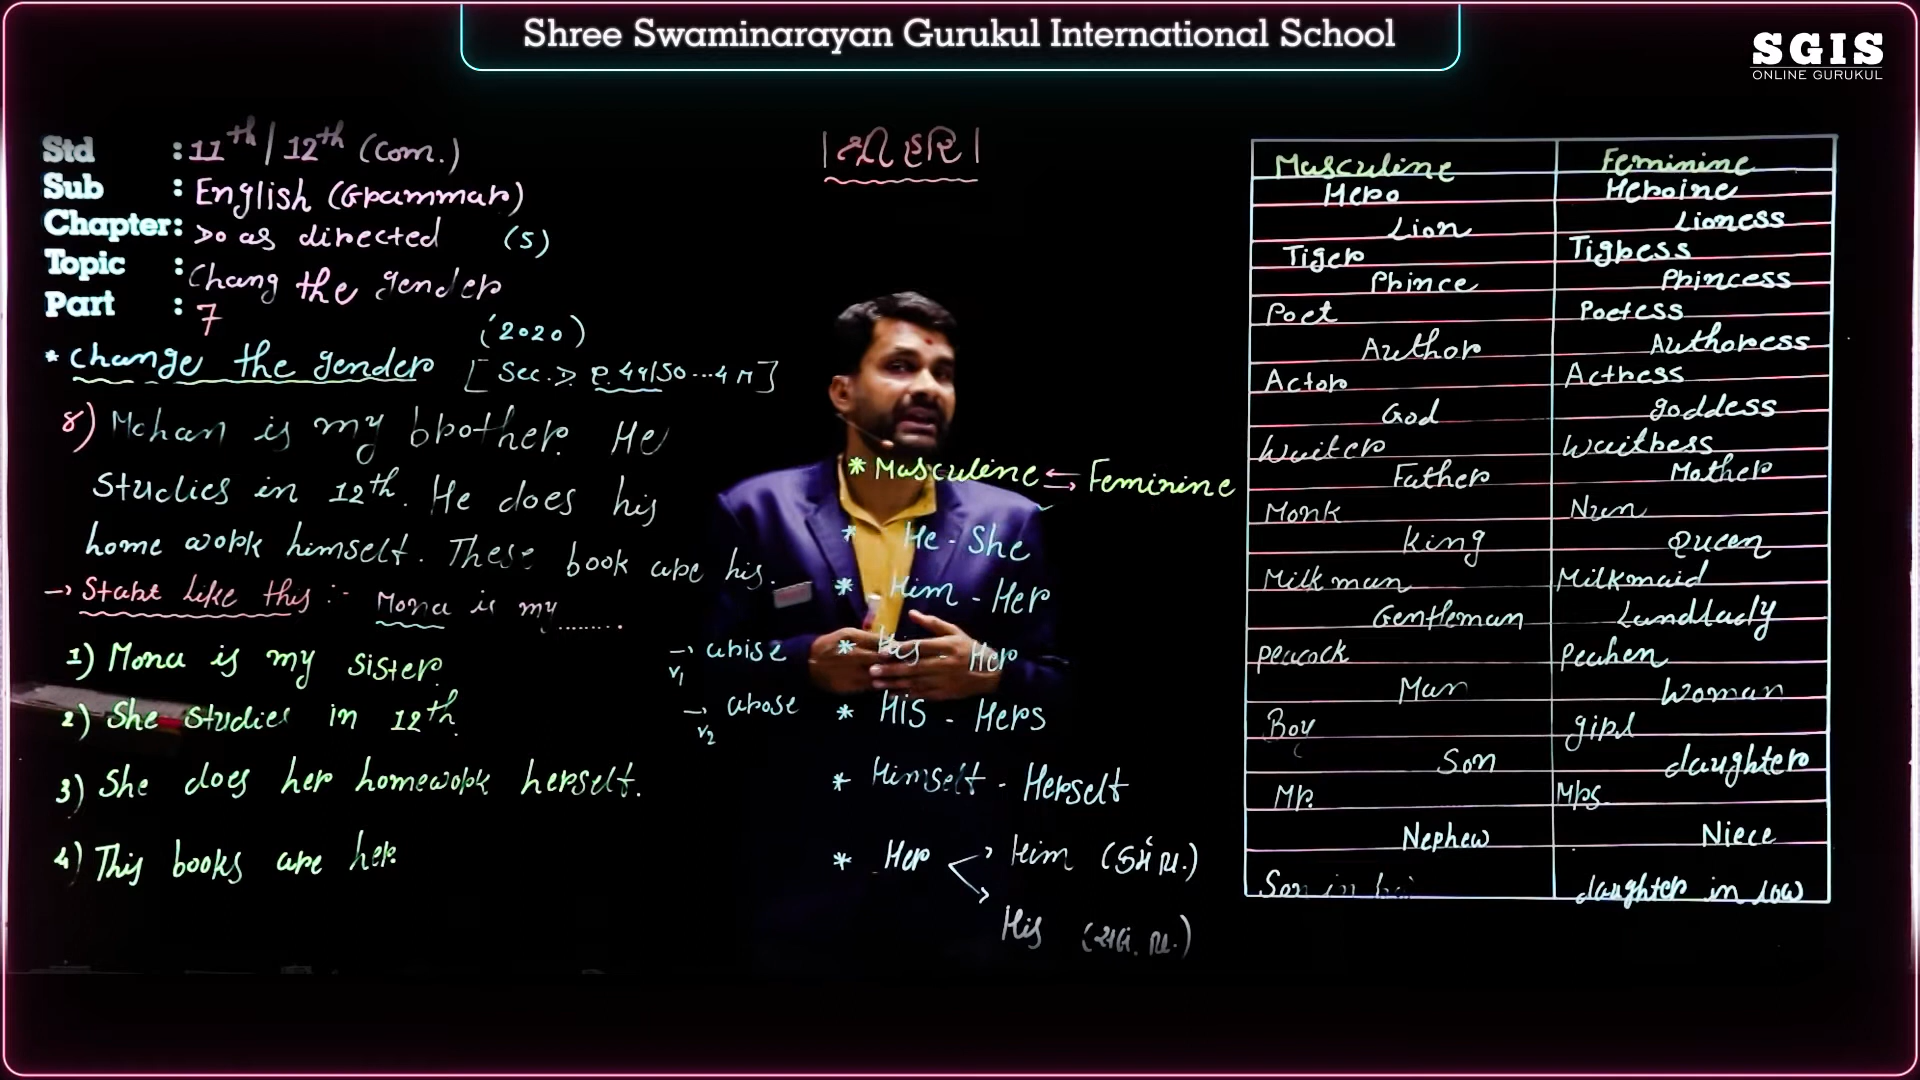 Shree Swaminarayan Gurukul International School
SGIS
ONLINE GURUKUL
Std : 11th / 12th (Com.)
Sub : English (Grammar)
Chapter: Do as directed (5)
Topic : Chang the gender
Part : 7
| શ્રી હરિ |
* Change the gender (2020) [Sec. D P. 49/50 ... 4 M]
8) Mohan is my brother. He
Studies in 12th. He does his
home work himself. These book are his.
→ Start like this :- Mona is my........
1) Mona is my sister.
2) She studies in 12th.
3) She does her homework herself.
4) This books are her
→ arise
V1
→ arose
V2
* Masculine ⇆ Feminine
* He - She
* Him - Her
* His - Her
* His - Hers
* Himself - Herself
* Her → Him (કર્મ વિ.)
→ His
Masculine Feminine
Hero Heroine
Lion Lioness
Tiger Tigress
Prince Princess
Poet Poetess
Author Authoress
Actor Actress
God goddess
Waiter Waitress
Father Mother
Monk Nun
King Queen
Milkman Milkmaid
Gentleman Landlady
Peacock Peahen
Man Woman
Boy girl
Son daughter
Mr. Mrs.
Nephew Niece
Son in daughter in low